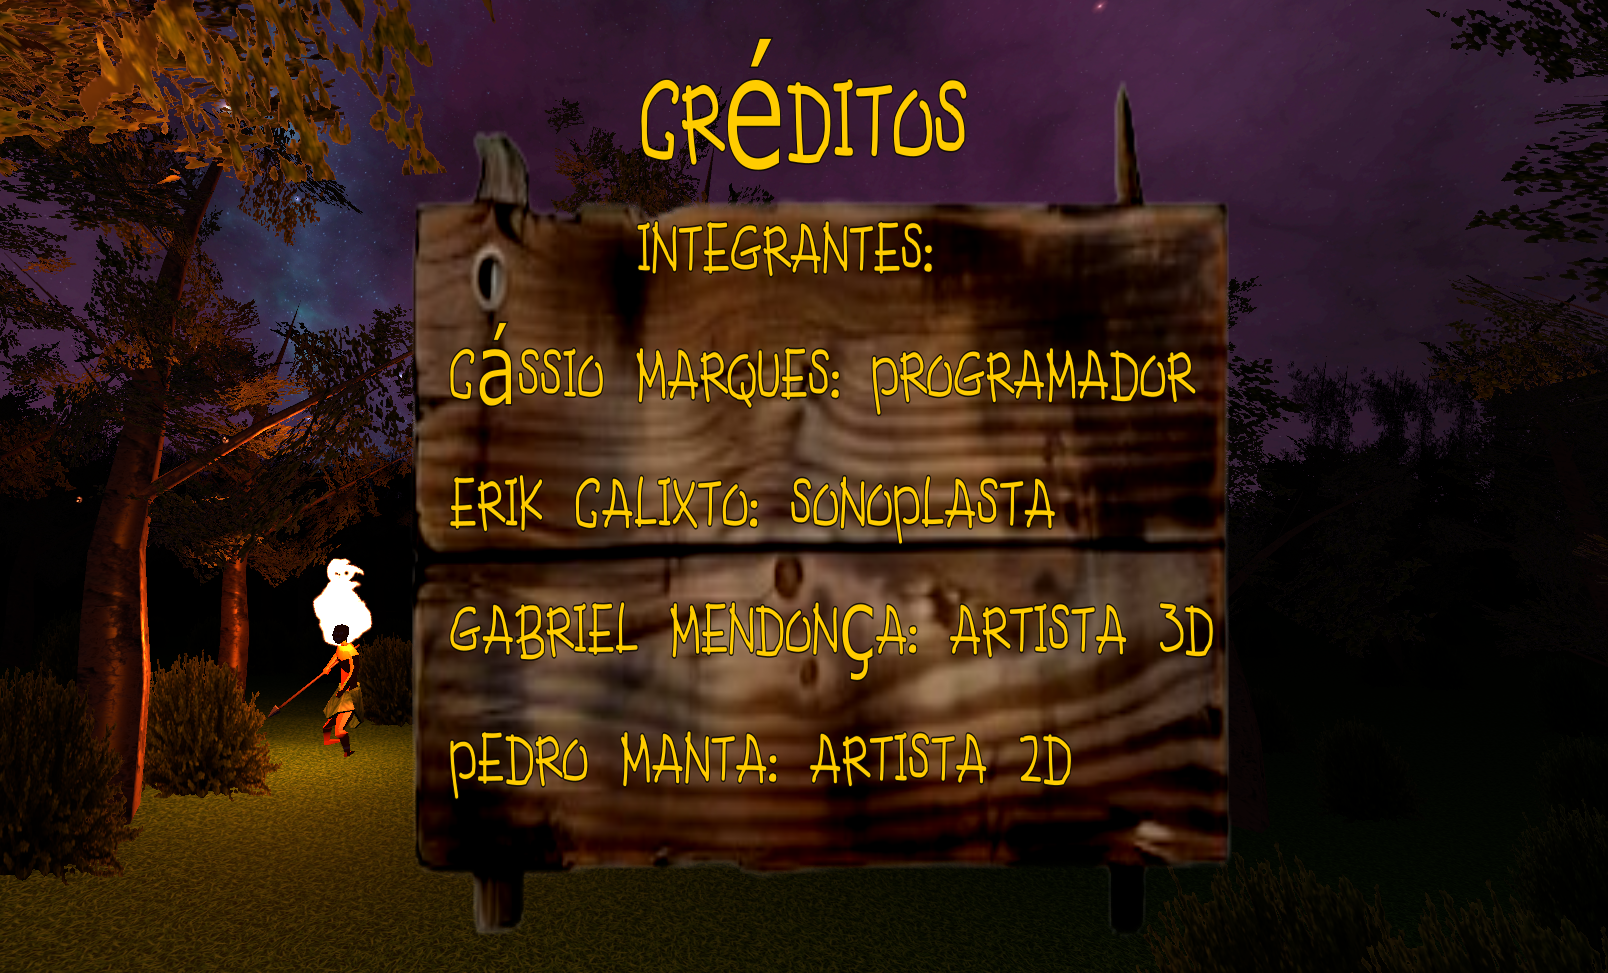 CRéDITOS
INTEGRANTES:
CáSSIO MARQUES: PROGRAMADOR
ERIK CALIXTO: SONOPLASTA
GABRIEL MENDONçA: ARTISTA 3D
PEDRO MANTA: ARTISTA 2D